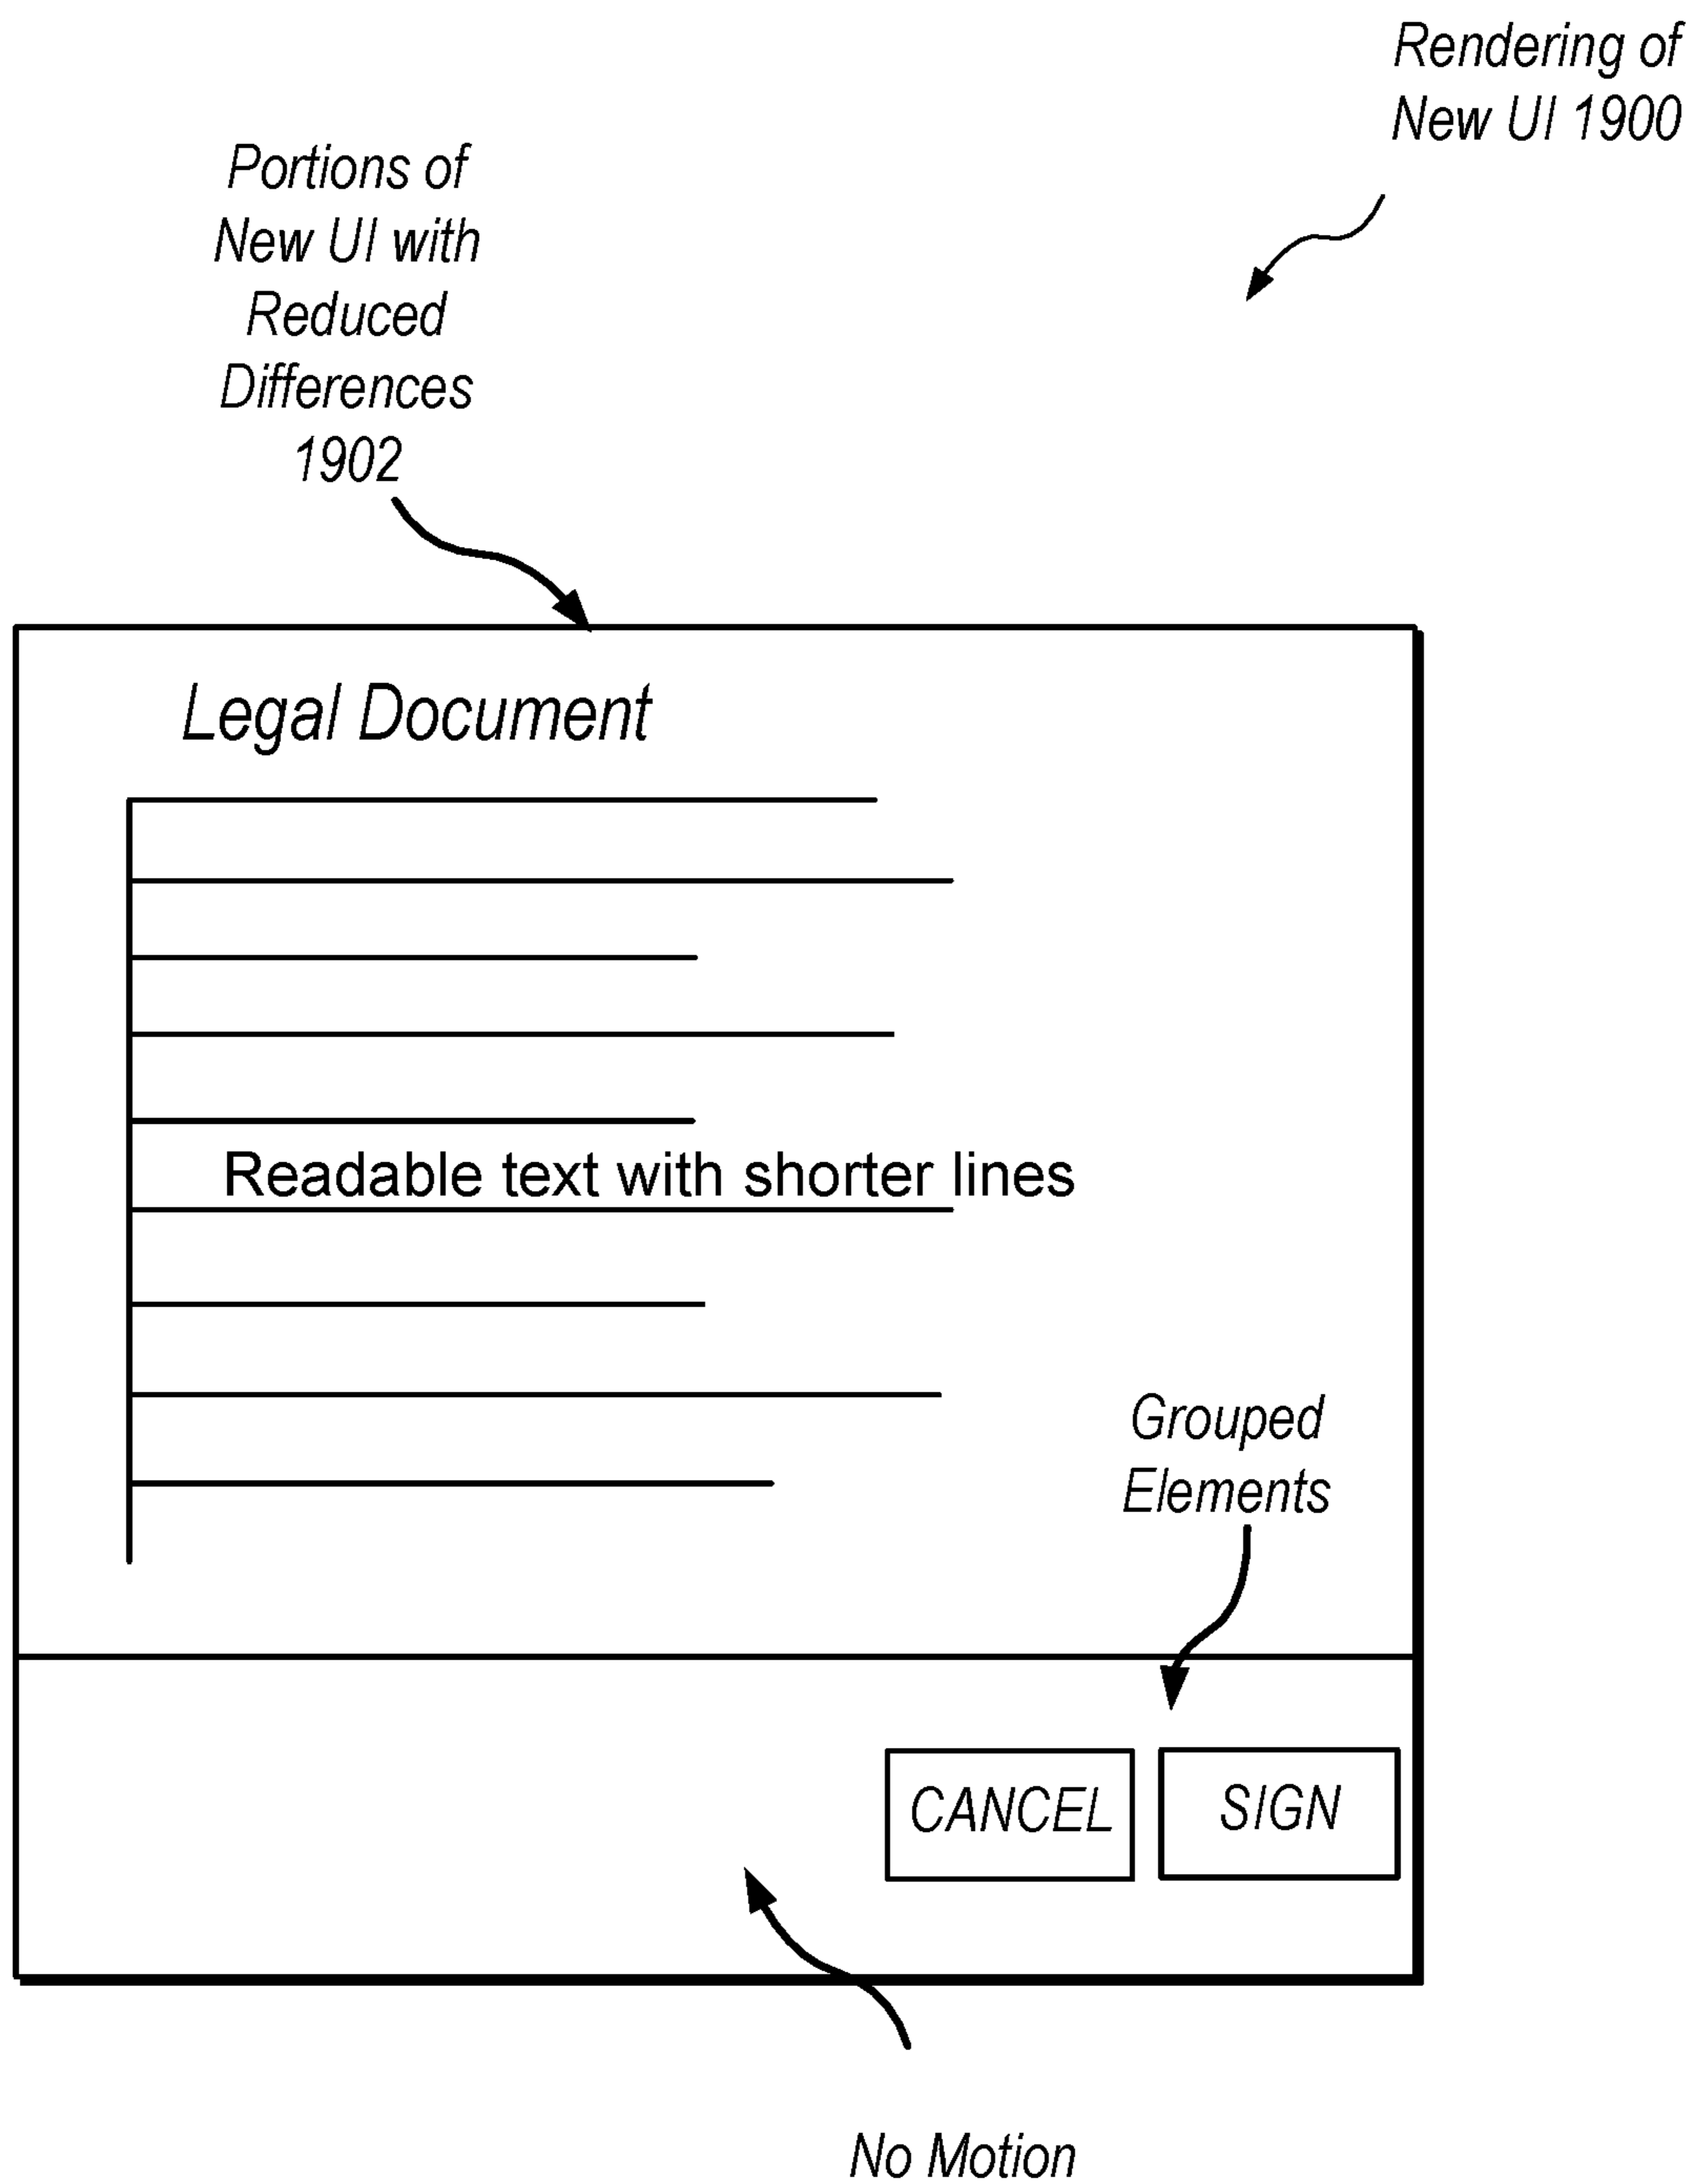 Rendering of
New UI 1900
Portions of
New UI with
Reduced
Differences
1902
Legal Document
Readable text with shorter lines
Grouped
Elements
CANCEL
SIGN
No Motion